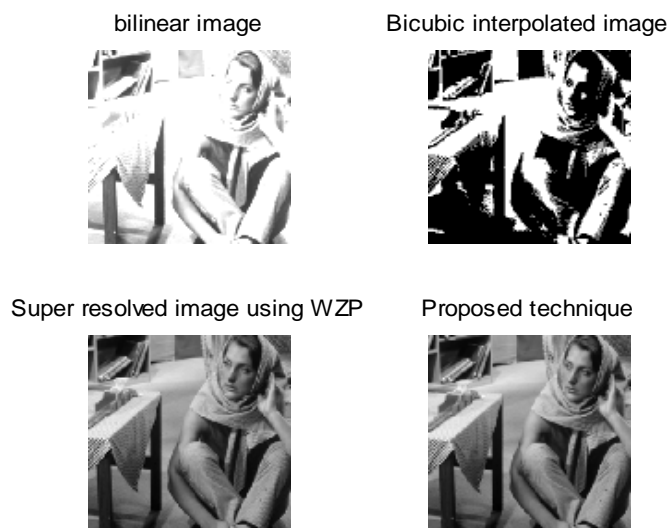 bilinear image
Bicubic interpolated image
Super resolved image using WZP
Proposed technique